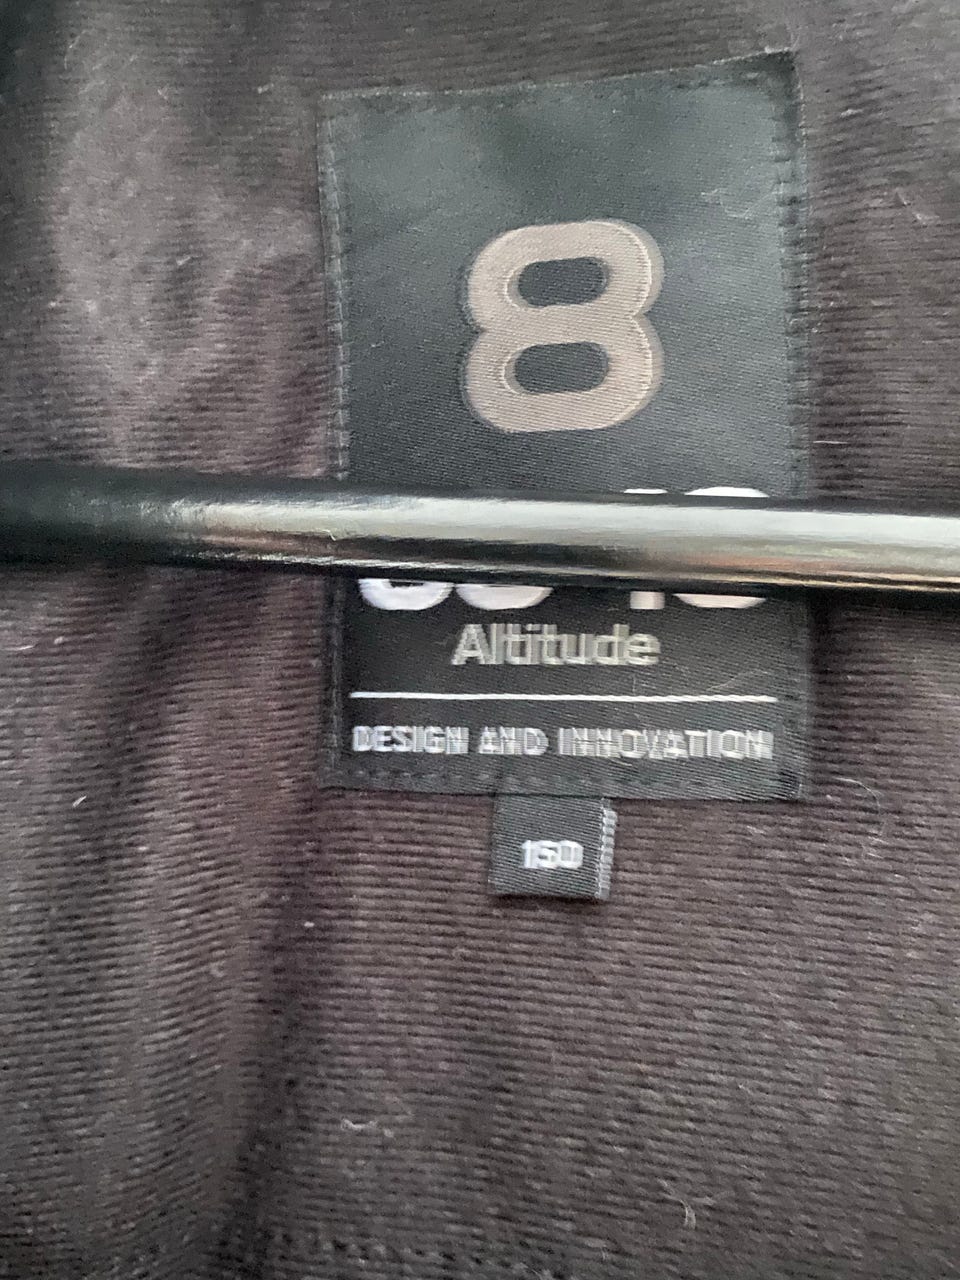 8
Altitude
DESIGN AND INNOVATION
150